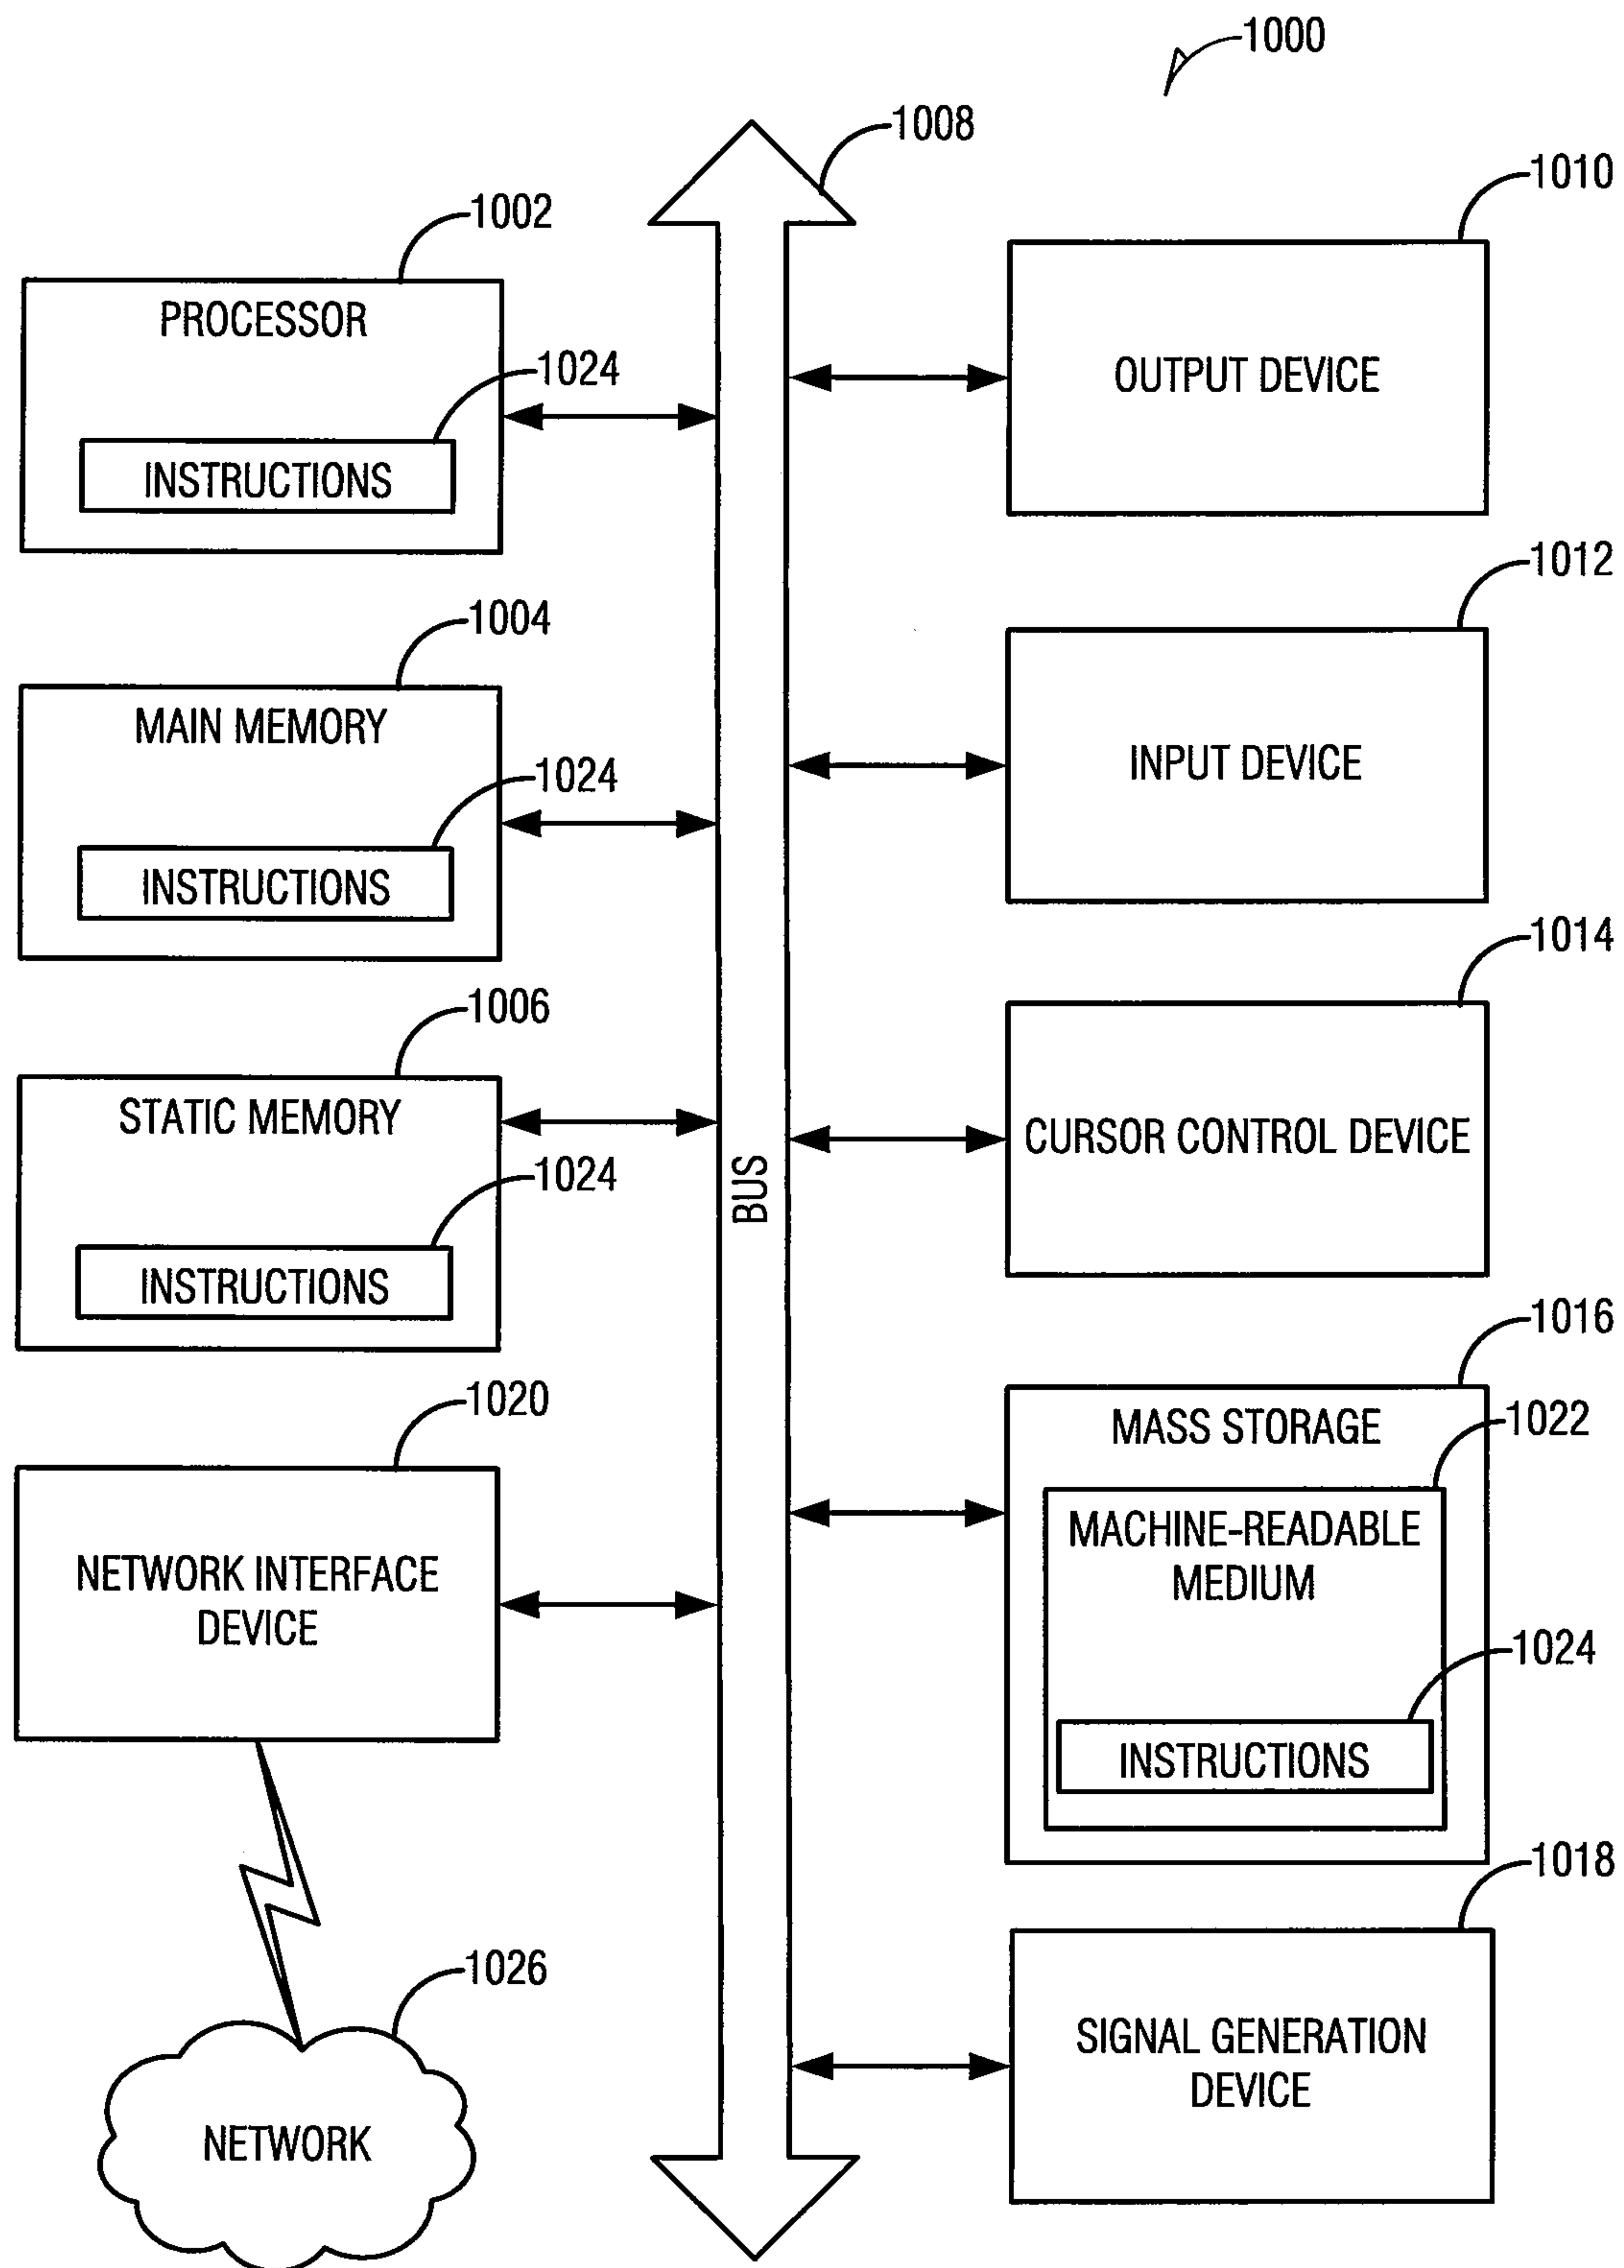 1000
1008
1002
PROCESSOR
1024
INSTRUCTIONS
1004
MAIN MEMORY
1024
INSTRUCTIONS
1006
STATIC MEMORY
1024
INSTRUCTIONS
1020
NETWORK INTERFACE
DEVICE
1026
NETWORK
BUS
1010
OUTPUT DEVICE
1012
INPUT DEVICE
1014
CURSOR CONTROL DEVICE
1016
MASS STORAGE
1022
MACHINE-READABLE
MEDIUM
1024
INSTRUCTIONS
1018
SIGNAL GENERATION
DEVICE